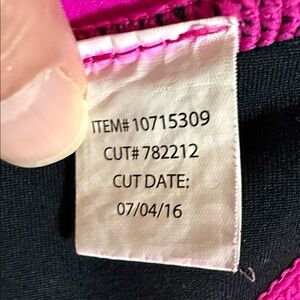 ITEM# 10715309
CUT# 782212
CUT DATE:
07/04/16